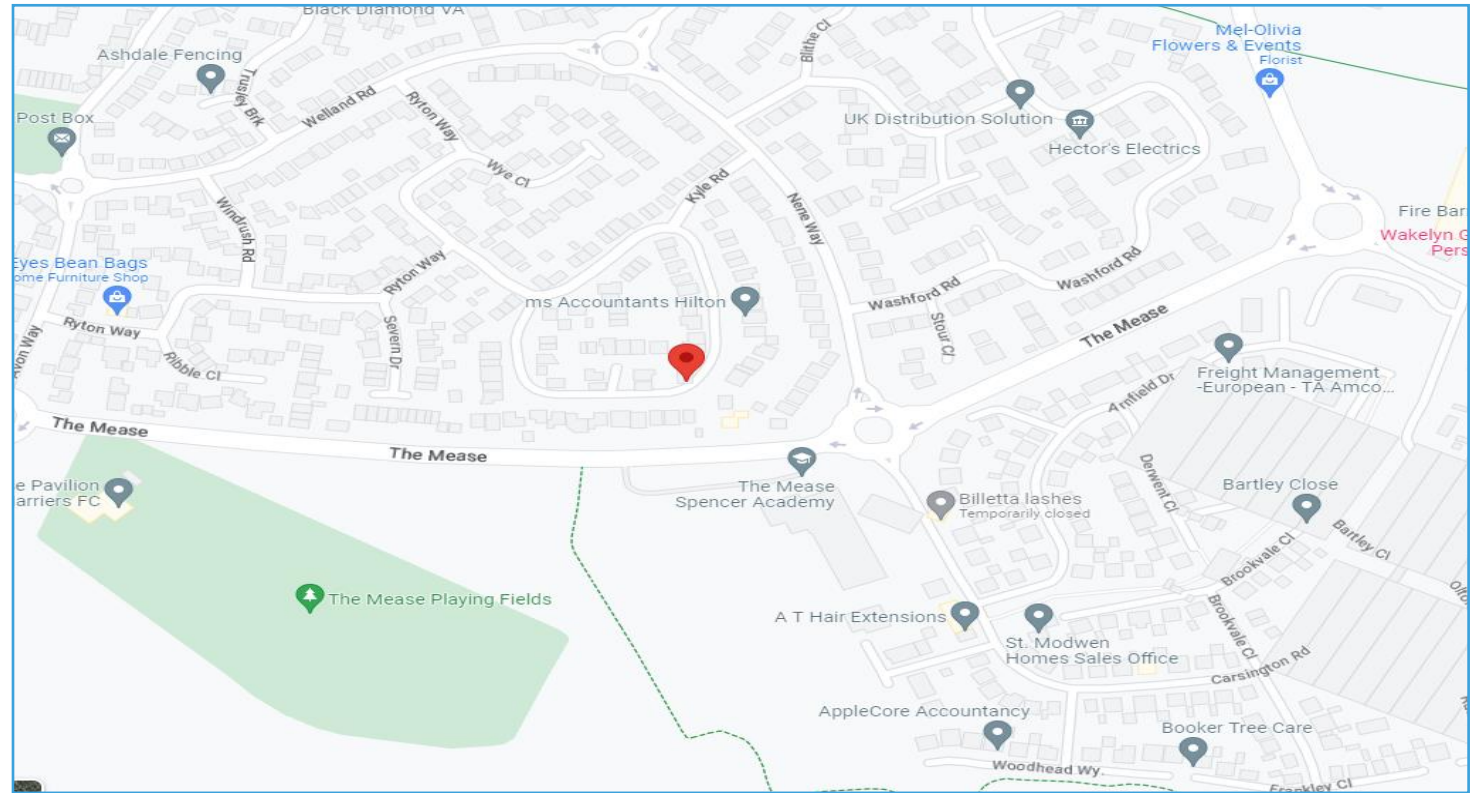 Black Diamond VA
Ashdale Fencing
Trusley Brk
Welland Rd
Ryton Way
Post Box
Wye Cl
Windrush Rd
Kyle Rd
Blithe Cl
Mel-Olivia
Flowers & Events
Florist
UK Distribution Solution
Hector's Electrics
Nene Way
Fire Bar
Wakelyn G
Pers
Eyes Bean Bags
ome Furniture Shop
Ryton Way
Ryton Way
Avon Way
Ribble Cl
Severn Dr
ms Accountants Hilton
Washford Rd
Washford Rd
Stour Cl
The Mease
Freight Management
-European - TA Amco...
Arnfield Dr
The Mease
The Mease
e Pavilion
arriers FC
The Mease
Spencer Academy
Billetta lashes
Temporarily closed
Derwent Cl
Bartley Close
Bartley Cl
Brookvale Cl
Brookvale Cl
The Mease Playing Fields
A T Hair Extensions
St. Modwen
Homes Sales Office
Carsington Rd
AppleCore Accountancy
Booker Tree Care
Woodhead Wy.
Frankley Cl